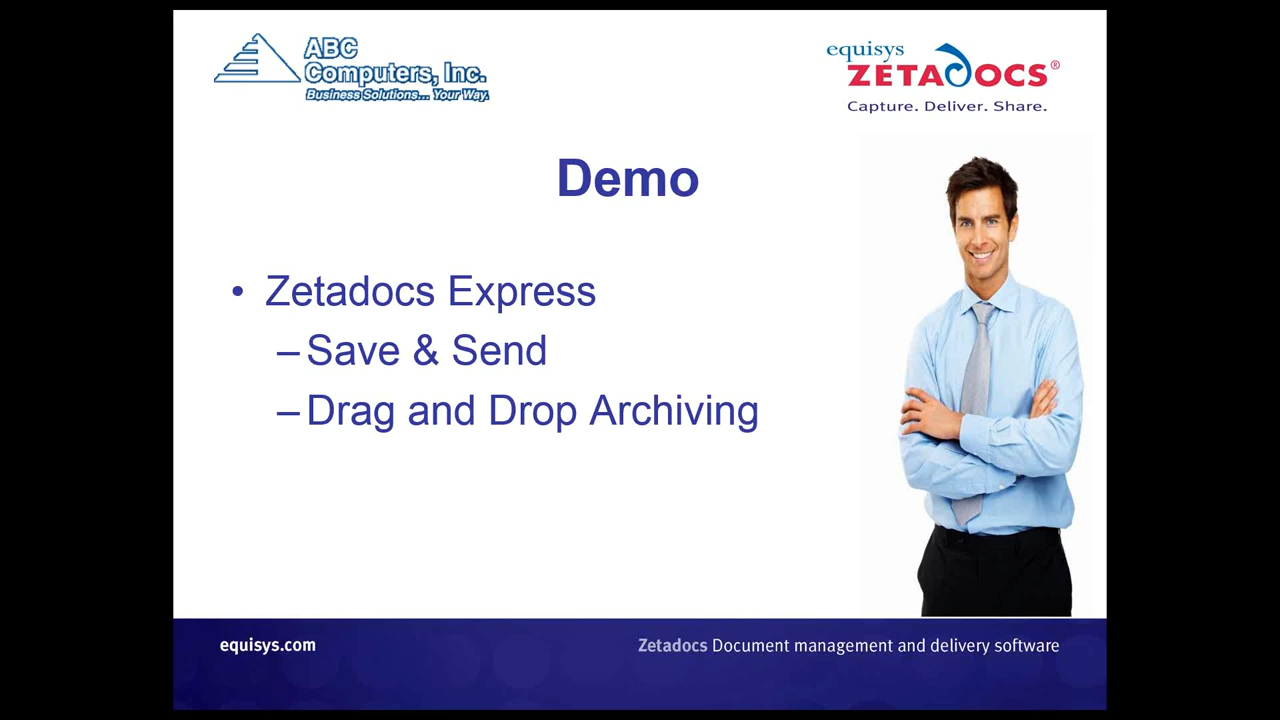 ABC
Computers, Inc.
Business Solutions... Your Way.
equisys
ZETADOCS®
Capture. Deliver. Share.
Demo
• Zetadocs Express
– Save & Send
– Drag and Drop Archiving
equisys.com
Zetadocs Document management and delivery software